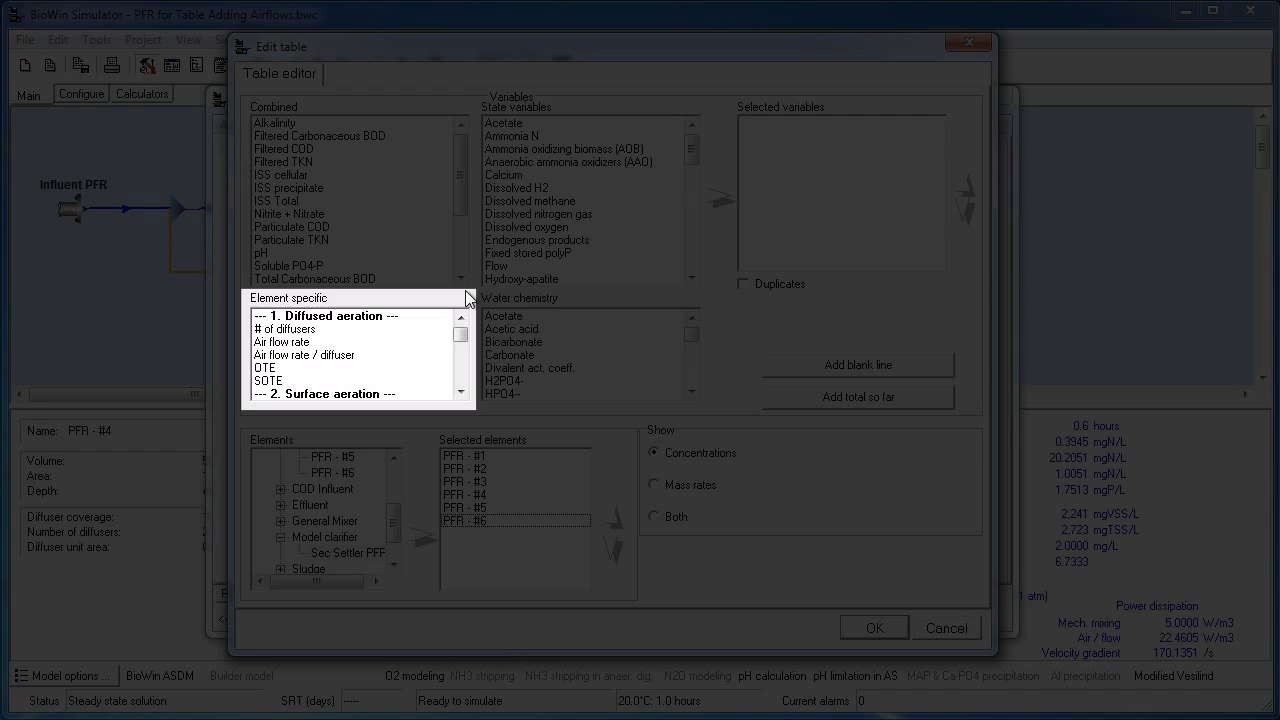 BioWin Simulator - PFR for Table Adding Airflows.bwc
File Edit Tools Project View
Main Configure Calculators
Influent PFR
Edit table
Table editor
Variables
Combined
Alkalinity
Filtered Carbonaceous BOD
Filtered COD
Filtered TKN
ISS cellular
ISS precipitate
ISS Total
Nitrite + Nitrate
Particulate COD
Particulate TKN
pH
Soluble PO4-P
Total Carbonaceous BOD
State variables
Acetate
Ammonia N
Ammonia oxidizing biomass (AOB)
Anaerobic ammonia oxidizers (AAO)
Calcium
Dissolved H2
Dissolved methane
Dissolved nitrogen gas
Dissolved oxygen
Endogenous products
Fixed stored polyP
Flow
Hydroxy-apatite
Selected variables
Duplicates
Element specific
--- 1. Diffused aeration ---
# of diffusers
Air flow rate
Air flow rate / diffuser
OTE
SOTE
--- 2. Surface aeration ---
Water chemistry
Acetate
Acetic acid
Bicarbonate
Carbonate
Divalent act. coeff.
H2PO4-
HPO4--
Add blank line
Add total so far
Elements
PFR - #5
PFR - #6
COD Influent
Effluent
General Mixer
Model clarifier
Sec Settler PFF
Sludge
Selected elements
PFR - #1
PFR - #2
PFR - #3
PFR - #4
PFR - #5
PFR - #6
Show
Concentrations
Mass rates
Both
OK Cancel
Name: PFR - #4
Volume:
Area:
Depth:
Diffuser coverage:
Number of diffusers:
Diffuser unit area:
0.6 hours
0.3945 mgN/L
20.2051 mgN/L
1.0051 mgN/L
1.7513 mgP/L
2,241 mgVSS/L
2,723 mgTSS/L
2.0000 mg/L
6.7333
1 atm)
Power dissipation
Mech. mixing 5.0000 W/m3
Air / flow 22.4605 W/m3
Velocity gradient 170.1351 /s
Model options ... BioWin ASDM Builder model O2 modeling NH3 stripping NH3 stripping in anaer. dig. N2O modeling pH calculation pH limitation in AS MAP & Ca-PO4 precipitation Al precipitation Modified Vesilind
Status Steady state solution SRT (days) ----- Ready to simulate 20.0°C: 1.0 hours Current alarms 0